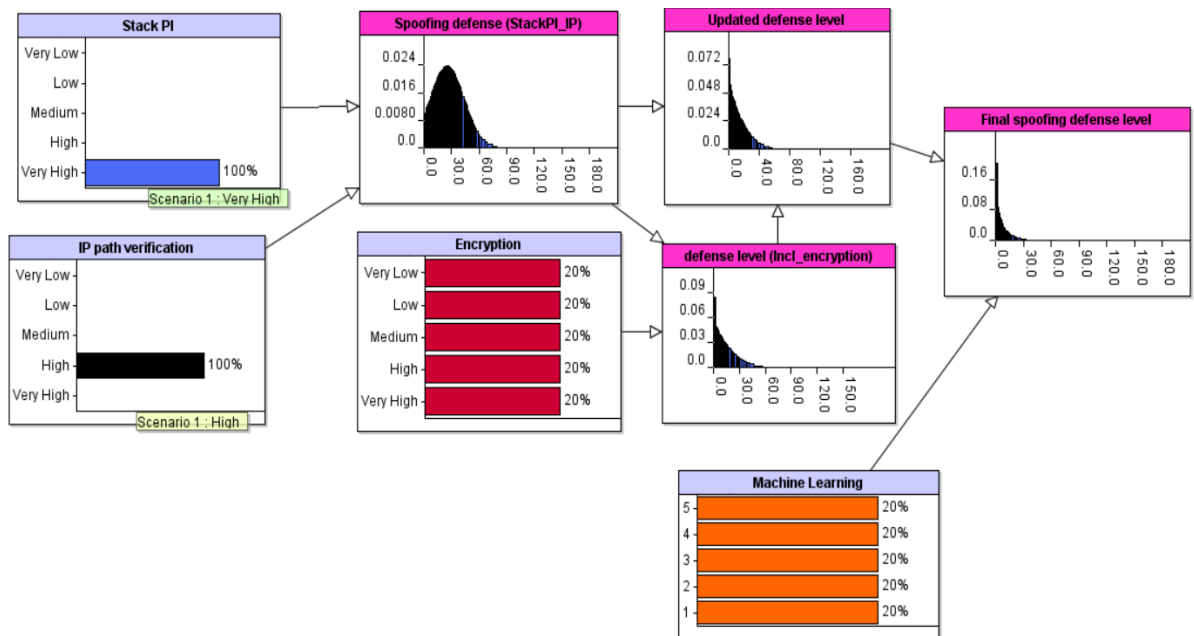 Stack PI
Very Low
Low
Medium
High
Very High
100%
Scenario 1 : Very High
Spoofing defense (StackPI_IP)
0.024
0.016
0.0080
0.0
0.0
30.0
60.0
90.0
120.0
150.0
180.0
Updated defense level
0.072
0.048
0.024
0.0
0.0
40.0
80.0
120.0
160.0
Final spoofing defense level
0.16
0.08
0.0
0.0
30.0
60.0
90.0
120.0
150.0
180.0
IP path verification
Very Low
Low
Medium
High
100%
Very High
Scenario 1 : High
Encryption
Very Low
20%
Low
20%
Medium
20%
High
20%
Very High
20%
defense level (Incl_encryption)
0.09
0.06
0.03
0.0
0.0
30.0
60.0
90.0
120.0
150.0
Machine Learning
5
20%
4
20%
3
20%
2
20%
1
20%